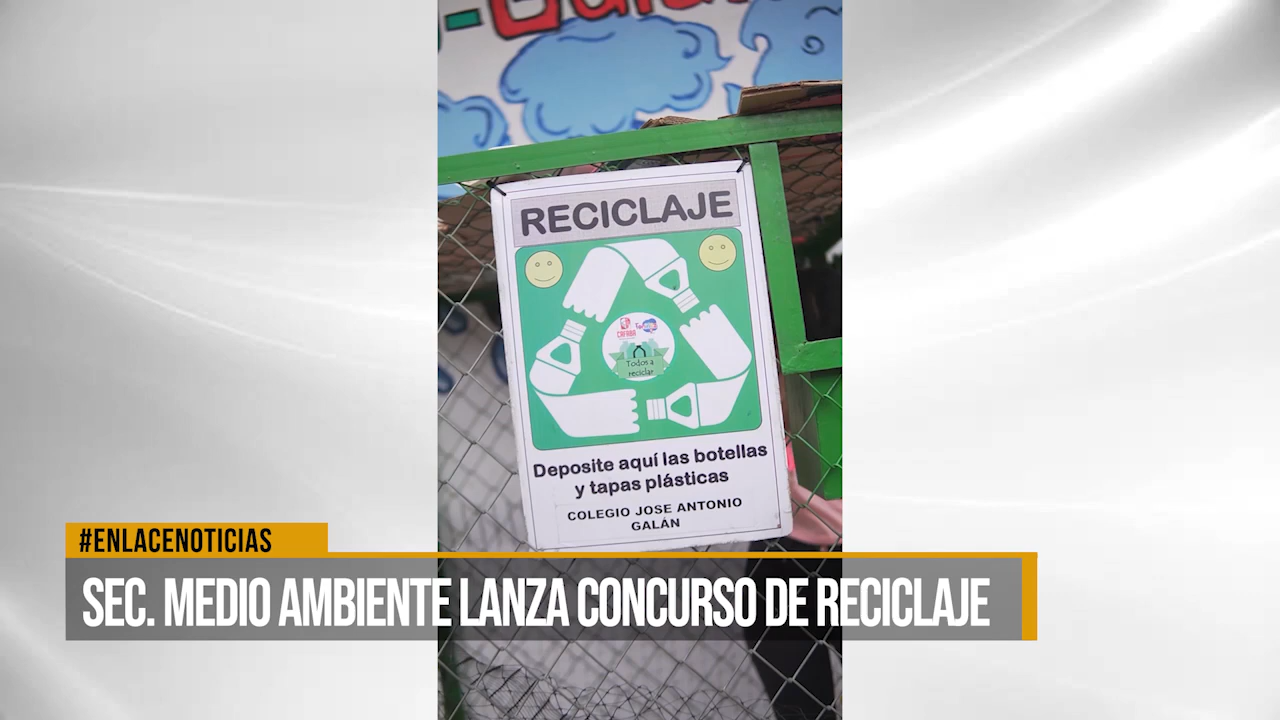 RECICLAJE
CAFABA
Todos a
reciclar
Deposite aquí las botellas
y tapas plásticas
COLEGIO JOSE ANTONIO
GALÁN
#ENLACENOTICIAS
SEC. MEDIO AMBIENTE LANZA CONCURSO DE RECICLAJE